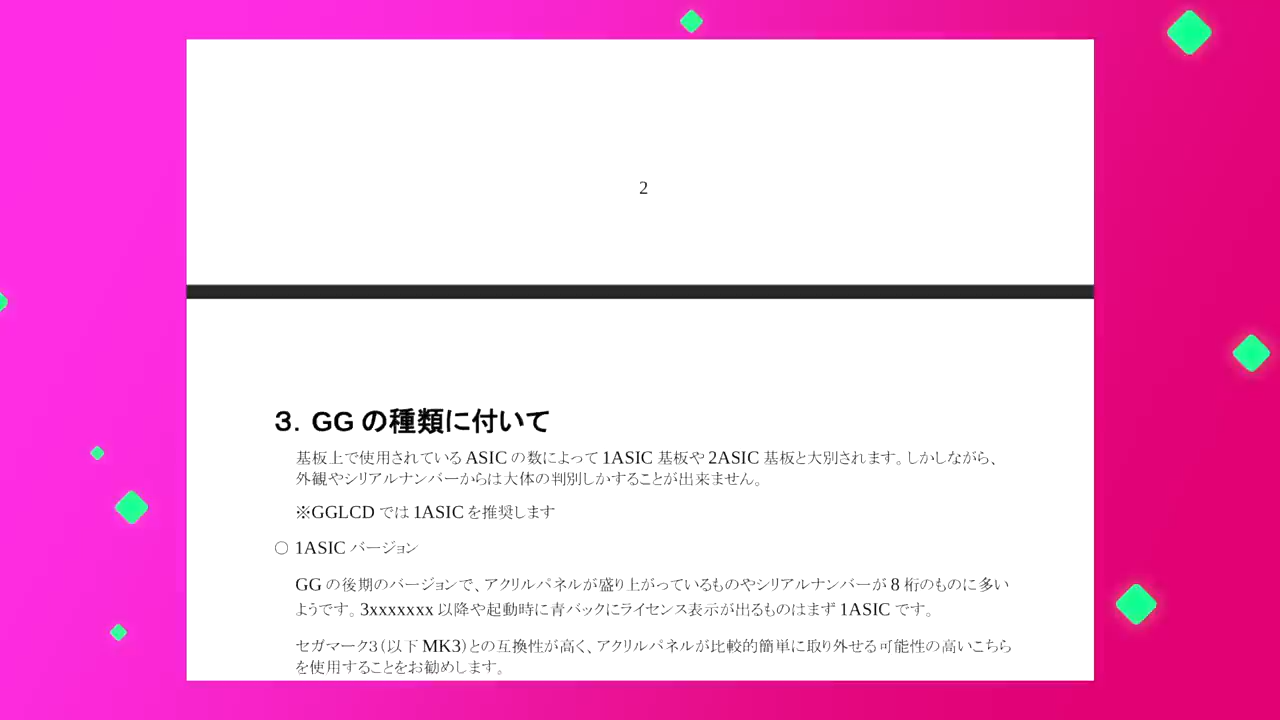 2
３．GG の種類に付いて
基板上で使用されている ASIC の数によって 1ASIC 基板や 2ASIC 基板と大別されます。しかしながら、
外観やシリアルナンバーからは大体の判別しかすることが出来ません。
※GGLCD では 1ASIC を推奨します
○ 1ASIC バージョン
GG の後期のバージョンで、アクリルパネルが盛り上がっているものやシリアルナンバーが 8 桁のものに多い
ようです。3xxxxxxx 以降や起動時に青バックにライセンス表示が出るものはまず 1ASIC です。
セガマーク３（以下 MK3）との互換性が高く、アクリルパネルが比較的簡単に取り外せる可能性の高いこちら
を使用することをお勧めします。